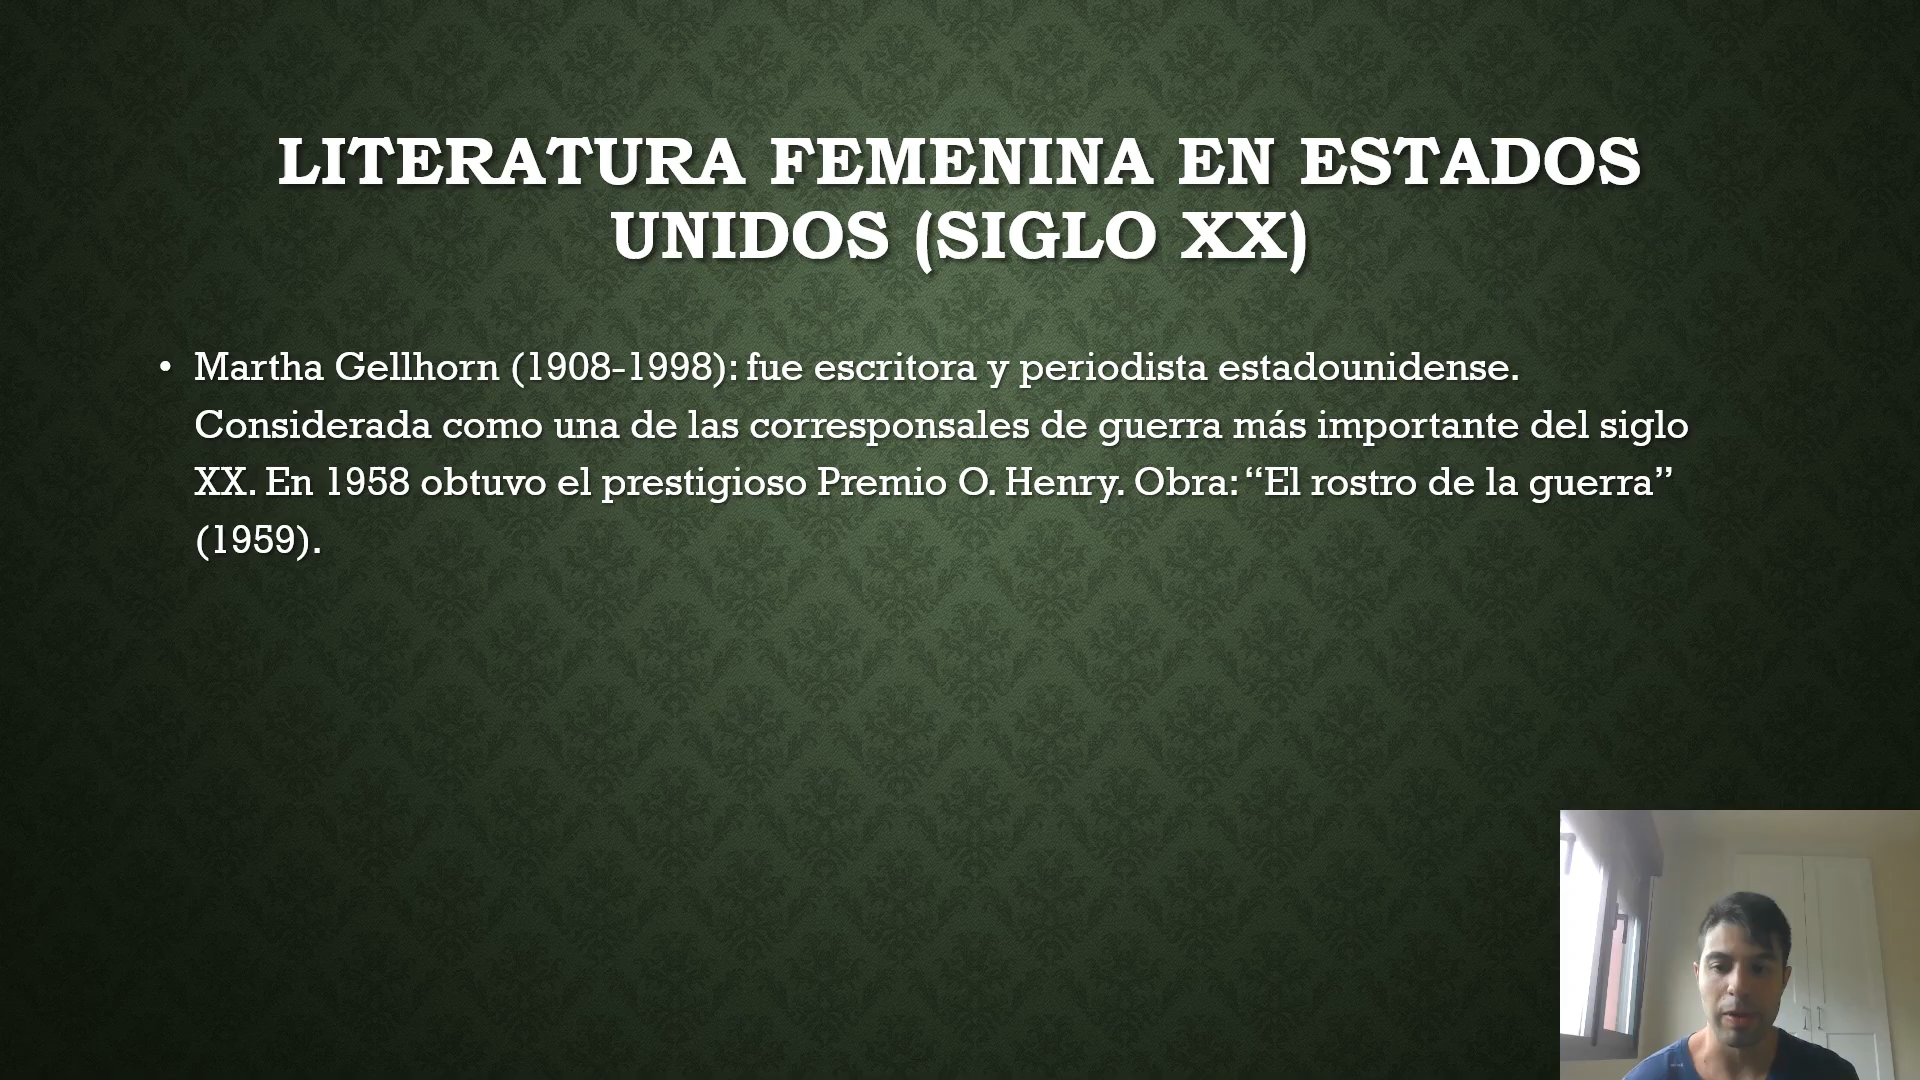 LITERATURA FEMENINA EN ESTADOS
UNIDOS (SIGLO XX)
• Martha Gellhorn (1908-1998): fue escritora y periodista estadounidense.
Considerada como una de las corresponsales de guerra más importante del siglo
XX. En 1958 obtuvo el prestigioso Premio O. Henry. Obra: “El rostro de la guerra”
(1959).